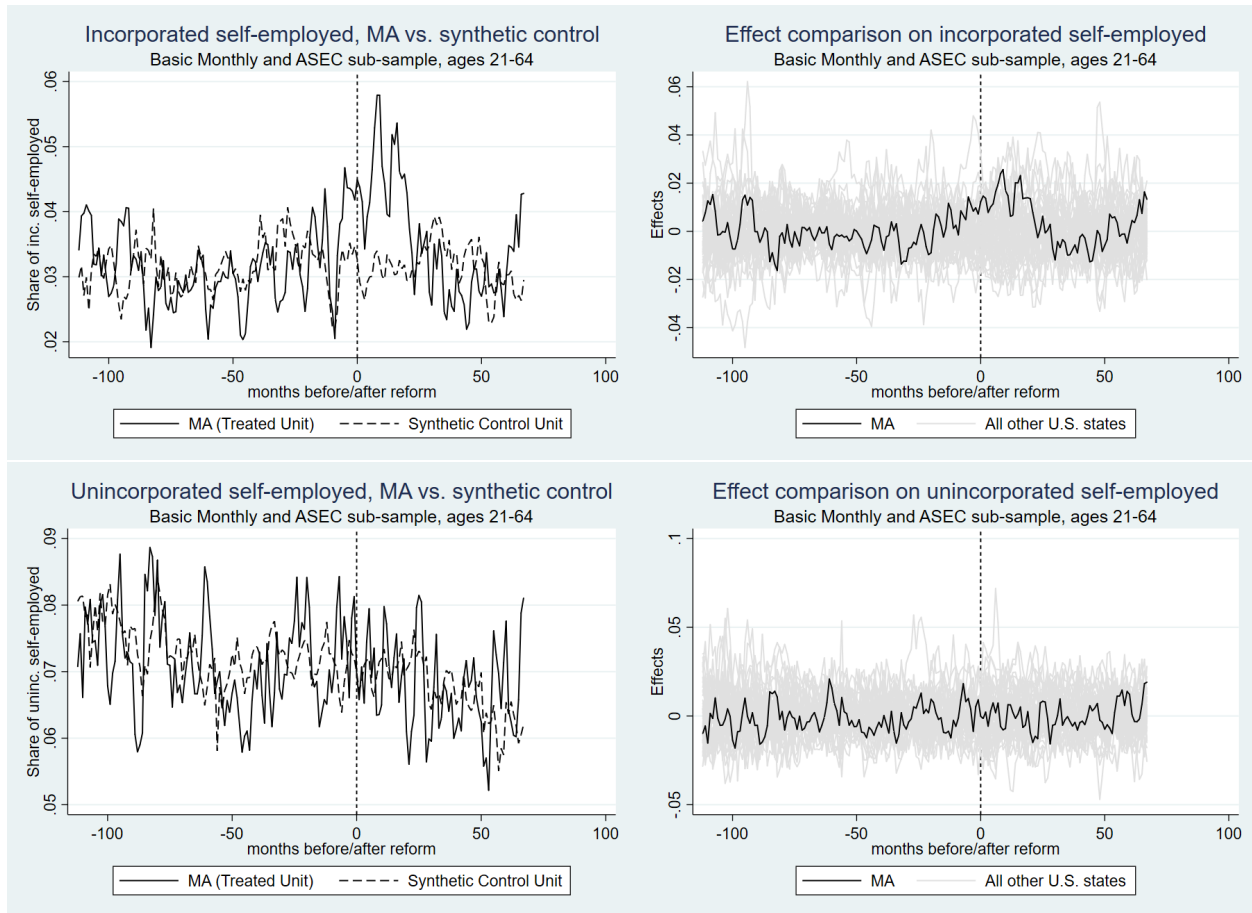 Incorporated self-employed, MA vs. synthetic control
Basic Monthly and ASEC sub-sample, ages 21-64
Share of inc. self-employed
.06
.05
.04
.03
.02
-100
-50
0
50
100
months before/after reform
MA (Treated Unit)
Synthetic Control Unit
Effect comparison on incorporated self-employed
Basic Monthly and ASEC sub-sample, ages 21-64
Effects
.06
.04
.02
0
-.02
-.04
-100
-50
0
50
100
months before/after reform
MA
All other U.S. states
Unincorporated self-employed, MA vs. synthetic control
Basic Monthly and ASEC sub-sample, ages 21-64
Share of uninc. self-employed
.09
.08
.07
.06
.05
-100
-50
0
50
100
months before/after reform
MA (Treated Unit)
Synthetic Control Unit
Effect comparison on unincorporated self-employed
Basic Monthly and ASEC sub-sample, ages 21-64
Effects
.1
.05
0
-.05
-100
-50
0
50
100
months before/after reform
MA
All other U.S. states